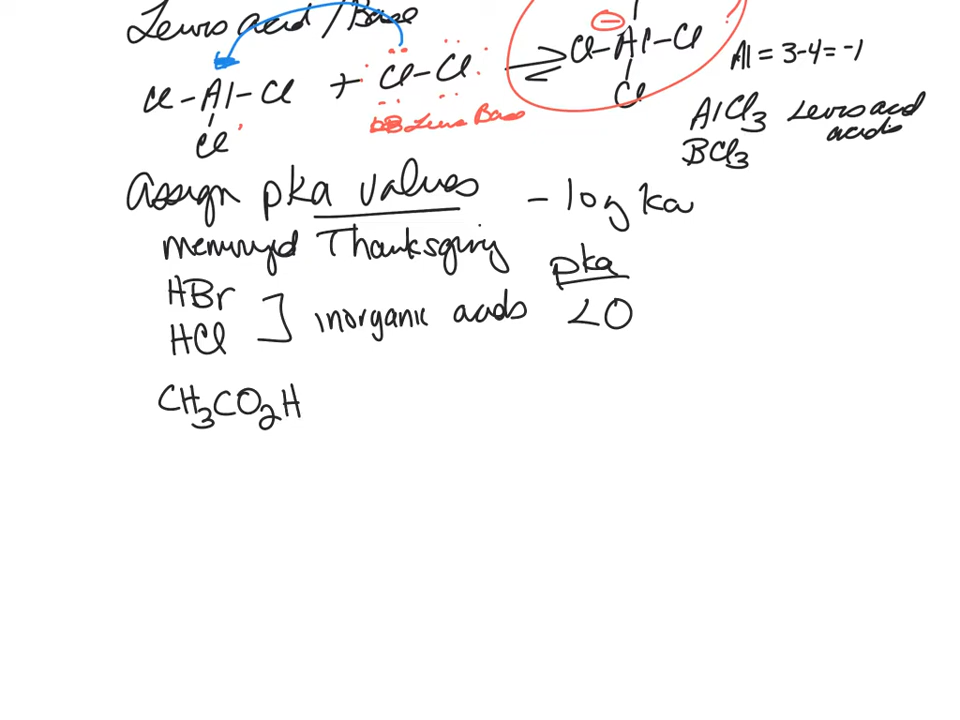 Lewis acid / Base
Cl-Al-Cl + Cl-Cl ⇌ Cl-Al-Cl Al = 3-4 = -1
Cl Cl
Lewis Base
AlCl3 Lewis acid
acids
BCl3
Assign pka values - log ka
Thanksgiving
pka
HBr
HCl ] inorganic acids <0
CH3CO2H